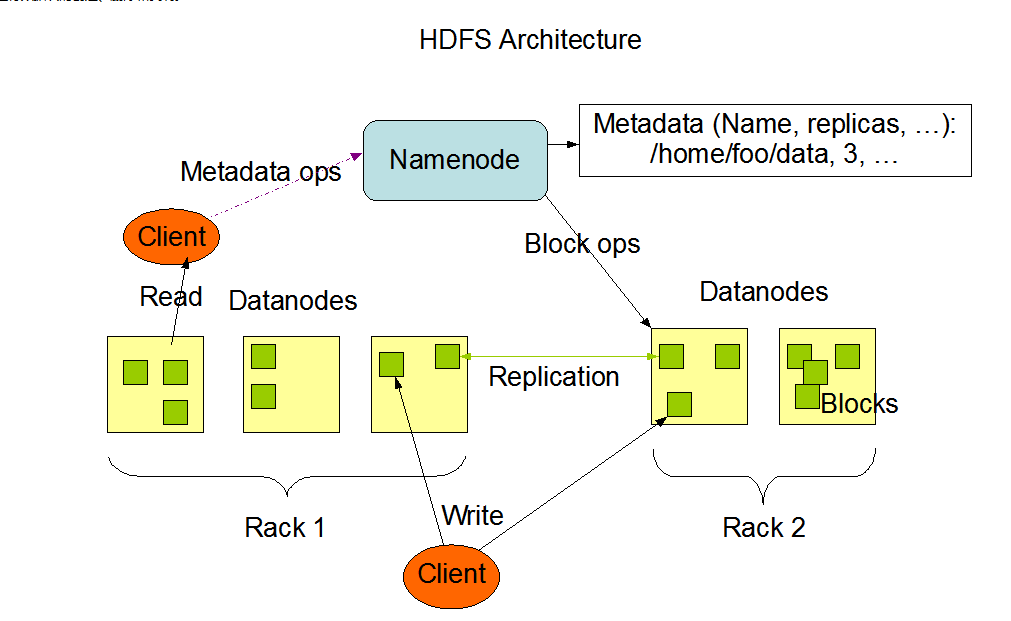 HDFS Architecture
Metadata (Name, replicas, …):
/home/foo/data, 3, …
Namenode
Metadata ops
Client
Block ops
Read
Datanodes
Datanodes
Replication
Blocks
Rack 1
Write
Rack 2
Client